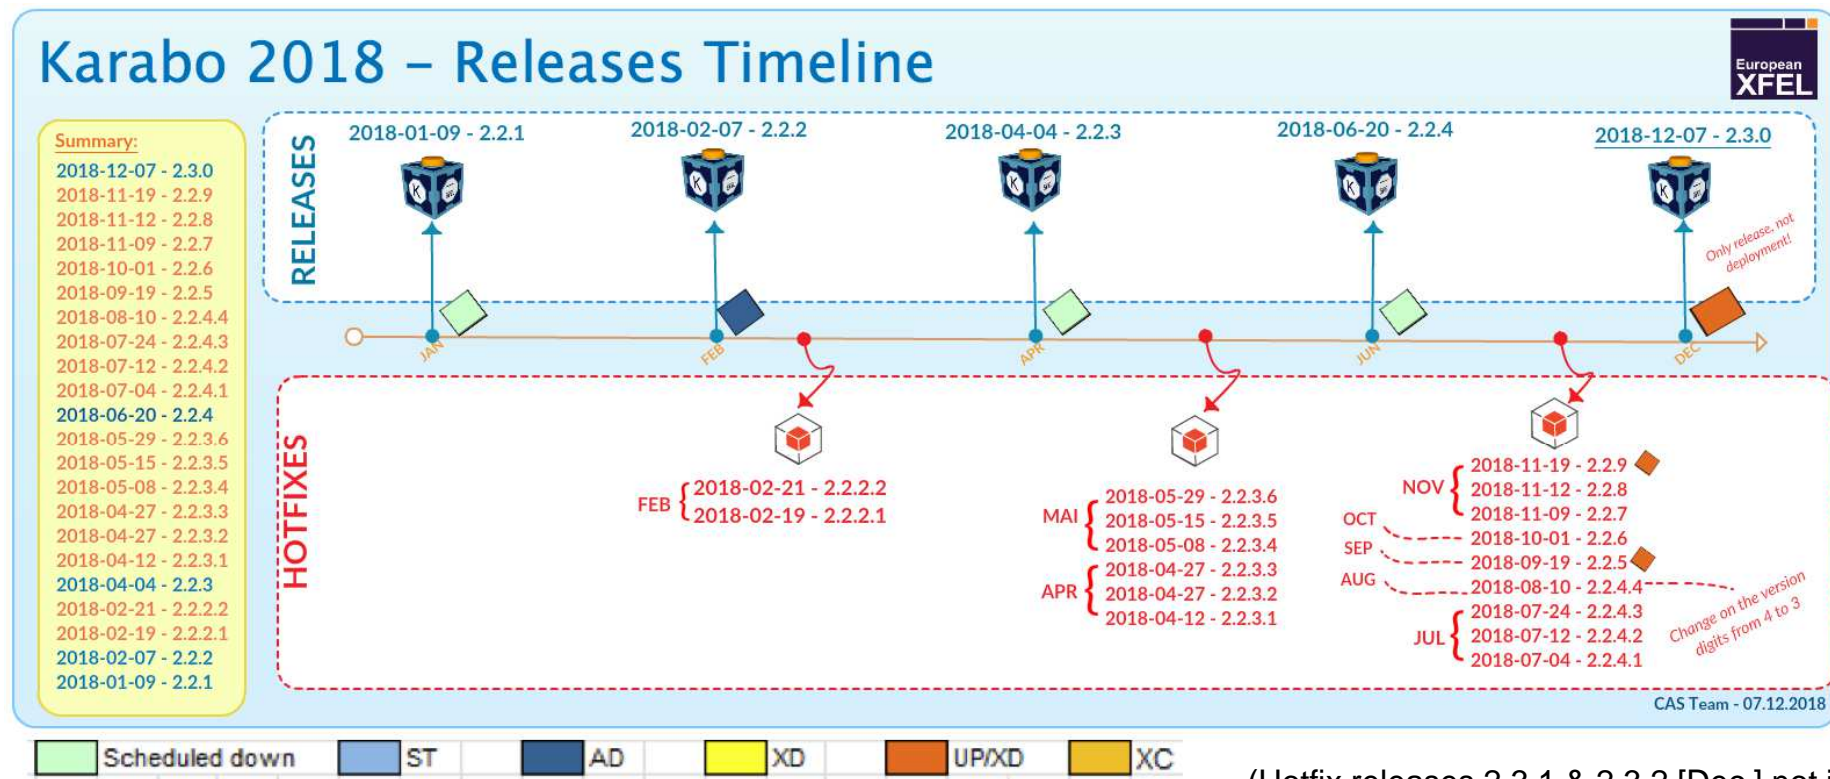 Karabo 2018 – Releases Timeline
European
XFEL
Summary:
2018-12-07 - 2.3.0
2018-11-19 - 2.2.9
2018-11-12 - 2.2.8
2018-11-09 - 2.2.7
2018-10-01 - 2.2.6
2018-09-19 - 2.2.5
2018-08-10 - 2.2.4.4
2018-07-24 - 2.2.4.3
2018-07-12 - 2.2.4.2
2018-07-04 - 2.2.4.1
2018-06-20 - 2.2.4
2018-05-29 - 2.2.3.6
2018-05-15 - 2.2.3.5
2018-05-08 - 2.2.3.4
2018-04-27 - 2.2.3.3
2018-04-27 - 2.2.3.2
2018-04-12 - 2.2.3.1
2018-04-04 - 2.2.3
2018-02-21 - 2.2.2.2
2018-02-19 - 2.2.2.1
2018-02-07 - 2.2.2
2018-01-09 - 2.2.1
RELEASES
2018-01-09 - 2.2.1
2018-02-07 - 2.2.2
2018-04-04 - 2.2.3
2018-06-20 - 2.2.4
2018-12-07 - 2.3.0
K
K
K
K
K
Only release, not
deployment!
JAN
FEB
APR
JUN
DEC
HOTFIXES
FEB
2018-02-21 - 2.2.2.2
2018-02-19 - 2.2.2.1
MAI
2018-05-29 - 2.2.3.6
2018-05-15 - 2.2.3.5
2018-05-08 - 2.2.3.4
APR
2018-04-27 - 2.2.3.3
2018-04-27 - 2.2.3.2
2018-04-12 - 2.2.3.1
NOV
2018-11-19 - 2.2.9
2018-11-12 - 2.2.8
2018-11-09 - 2.2.7
OCT
2018-10-01 - 2.2.6
SEP
2018-09-19 - 2.2.5
AUG
2018-08-10 - 2.2.4.4
JUL
2018-07-24 - 2.2.4.3
2018-07-12 - 2.2.4.2
2018-07-04 - 2.2.4.1
Change on the version
digits from 4 to 3
CAS Team - 07.12.2018
Scheduled down
ST
AD
XD
UP/XD
XC